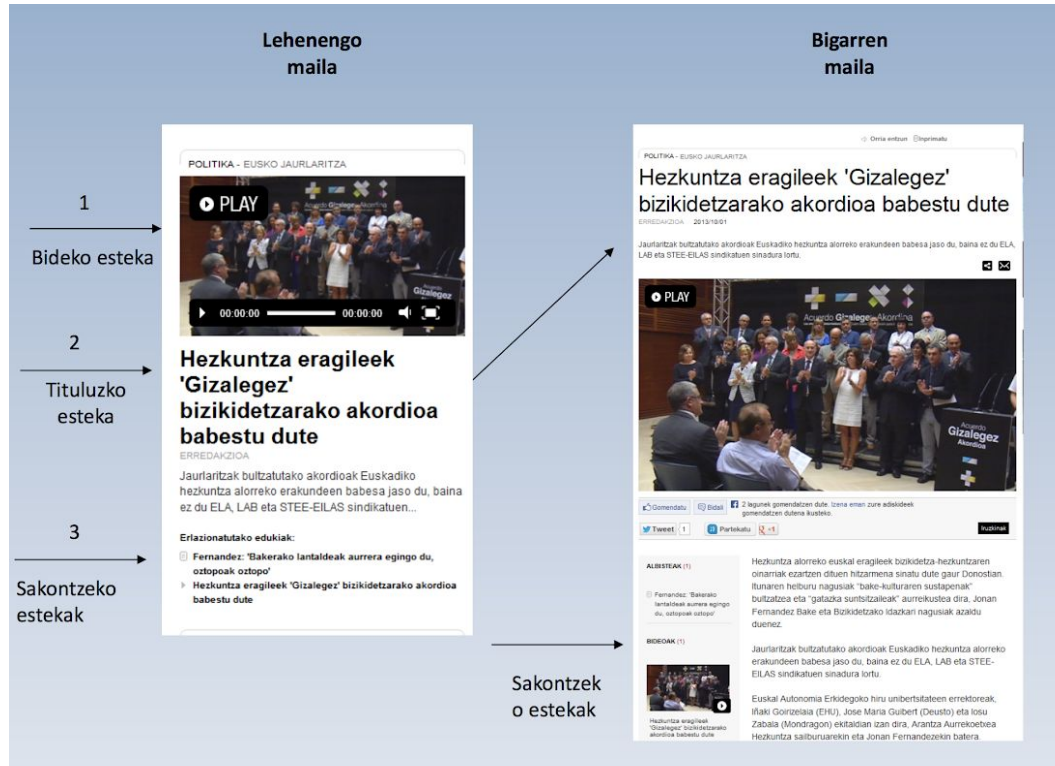 Lehenengo
maila
Bigarren
maila
1
Bideko esteka
2
Tituluzko
esteka
3
Sakontzeko
estekak
POLITIKA - EUSKO JAURLARITZA
PLAY
Acuerdo Gizalegez Akordioa
Gizalegez
00:00:00
00:00:00
Hezkuntza eragileek
'Gizalegez'
bizikidetzarako akordioa
babestu dute
ERREDAKZIOA
Jaurlaritzak bultzatutako akordioak Euskadiko
hezkuntza alorreko erakundeen babesa jaso du, baina
ez du ELA, LAB eta STEE-EILAS sindikatuen...
Erlazionatutako edukiak:
Fernandez: 'Bakerako lantaldeak aurrera egingo du,
oztopoak oztopo'
Hezkuntza eragileek 'Gizalegez' bizikidetzarako akordioa
babestu dute
Sakontzek
o estekak
Orria entzun Inprimatu
POLITIKA - EUSKO JAURLARITZA
Hezkuntza eragileek 'Gizalegez'
bizikidetzarako akordioa babestu dute
ERREDAKZIOA 2013/10/01
Jaurlaritzak bultzatutako akordioak Euskadiko hezkuntza alorreko erakundeen babesa jaso du, baina ez du ELA,
LAB eta STEE-EILAS sindikatuen sinadura lortu.
PLAY
Acuerdo Gizalegez Akordioa
Acuerdo
Gizalegez
Akordioa
Gomendatu Bidali 2 lagunek gomendatzen dute. Izena eman zure adiskideek
gomendatzen dutena ikusteko.
Tweet 1 Partekatu +1 Iruzkinak
ALBISTEAK (1)
Fernandez: 'Bakerako
lantaldeak aurrera egingo
du, oztopoak oztopo'
BIDEOAK (1)
Hezkuntza eragileek
'Gizalegez' bizikidetzarako
akordioa babestu dute
Hezkuntza alorreko euskal eragileek bizikidetza-hezkuntzaren
oinarriak ezartzen dituen hitzarmena sinatu dute gaur Donostian.
Itunaren helburu nagusiak "bake-kulturaren sustapenak"
bultzatzea eta "gatazka suntsitzaileak" aurreikustea dira, Jonan
Fernandez Bake eta Bizikidetzako Idazkari nagusiak azaldu
duenez.
Jaurlaritzak bultzatutako akordioak Euskadiko hezkuntza alorreko
erakundeen babesa jaso du, baina ez du ELA, LAB eta STEE-
EILAS sindikatuen sinadura lortu.
Euskal Autonomia Erkidegoko hiru unibertsitateen errektoreak,
Iñaki Goirizelaia (EHU), Jose Maria Guibert (Deusto) eta Iosu
Zabala (Mondragon) ekitaldian izan dira, Arantza Aurrekoetxea
Hezkuntza sailburuarekin eta Jonan Fernandezekin batera.